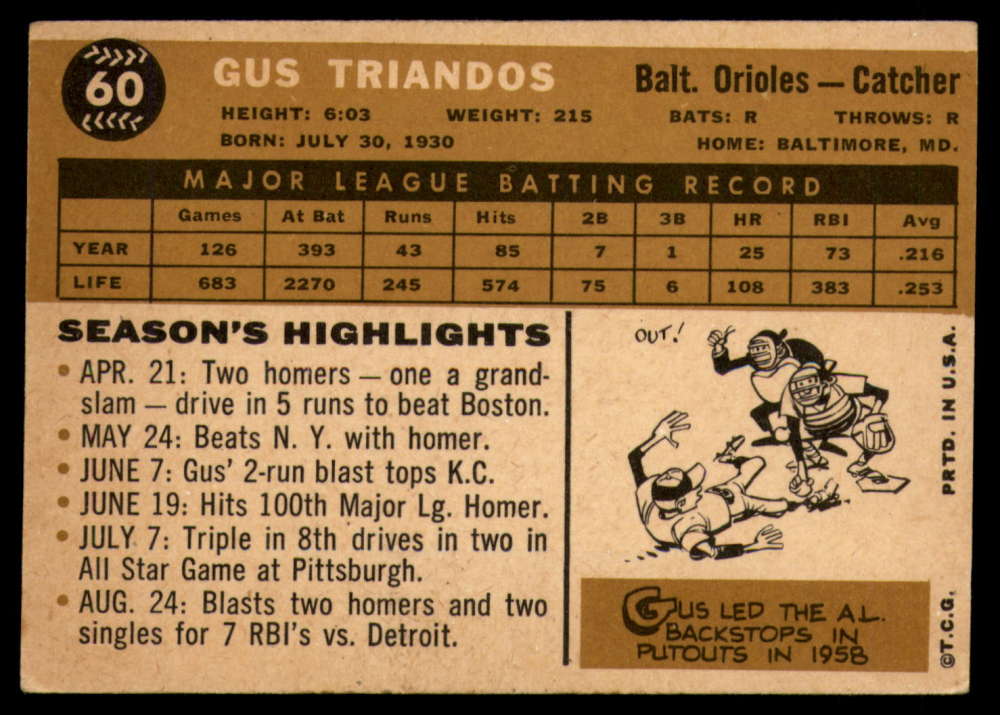 60
GUS TRIANDOS
Balt. Orioles — Catcher
HEIGHT: 6:03 WEIGHT: 215 BATS: R THROWS: R
BORN: JULY 30, 1930 HOME: BALTIMORE, MD.
MAJOR LEAGUE BATTING RECORD
Games At Bat Runs Hits 2B 3B HR RBI Avg
YEAR 126 393 43 85 7 1 25 73 .216
LIFE 683 2270 245 574 75 6 108 383 .253
SEASON'S HIGHLIGHTS
• APR. 21: Two homers — one a grand-
slam — drive in 5 runs to beat Boston.
• MAY 24: Beats N. Y. with homer.
• JUNE 7: Gus' 2-run blast tops K.C.
• JUNE 19: Hits 100th Major Lg. Homer.
• JULY 7: Triple in 8th drives in two in
All Star Game at Pittsburgh.
• AUG. 24: Blasts two homers and two
singles for 7 RBI's vs. Detroit.
OUT!
GUS LED THE A.L.
BACKSTOPS IN
PUTOUTS IN 1958
©T.C.G. PRTD. IN U.S.A.